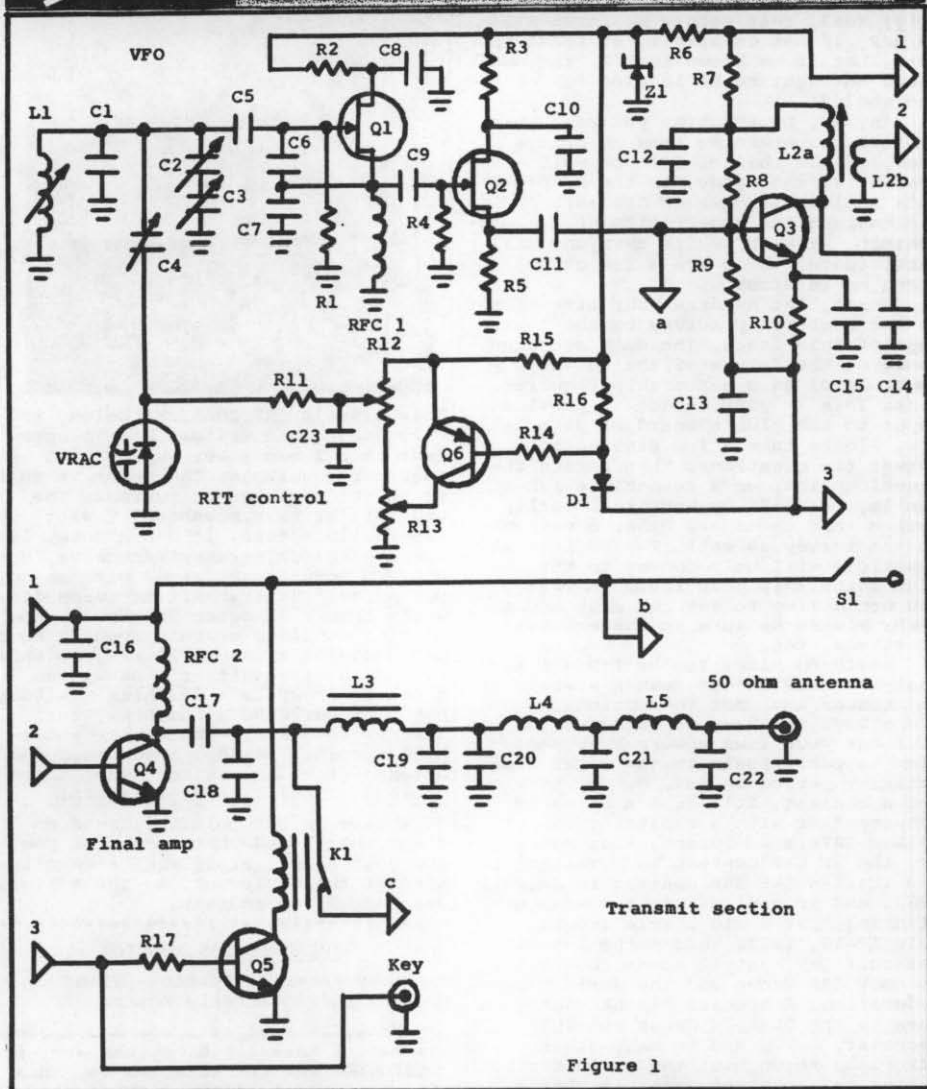 VFO
R2
C8
R3
Z1
R6
R7
1
2
L1
C1
C5
C6
Q1
C9
C10
C12
L2a
L2b
C2
C3
C4
C7
R1
R4
Q2
C11
R5
R8
Q3
R9
a
R10
RFC 1
R12
R15
R16
C13
C15
C14
R11
C23
Q6
R14
D1
3
VRAC
RIT control
R13
1
C16
RFC 2
b
S1
C17
L3
L4
L5
50 ohm antenna
2
Q4
C18
C19
C20
C21
C22
Final amp
K1
c
Transmit section
3
R17
Q5
Key
Figure 1